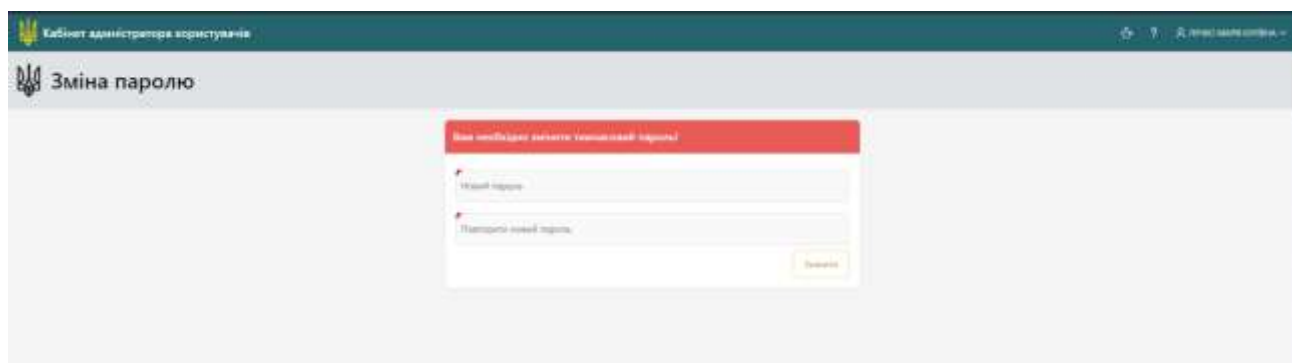 Кабінет адміністратора користувачів
?
Зміна паролю
Вам необхідно змінити тимчасовий пароль!
Новий пароль
Повторіть новий пароль
Змінити